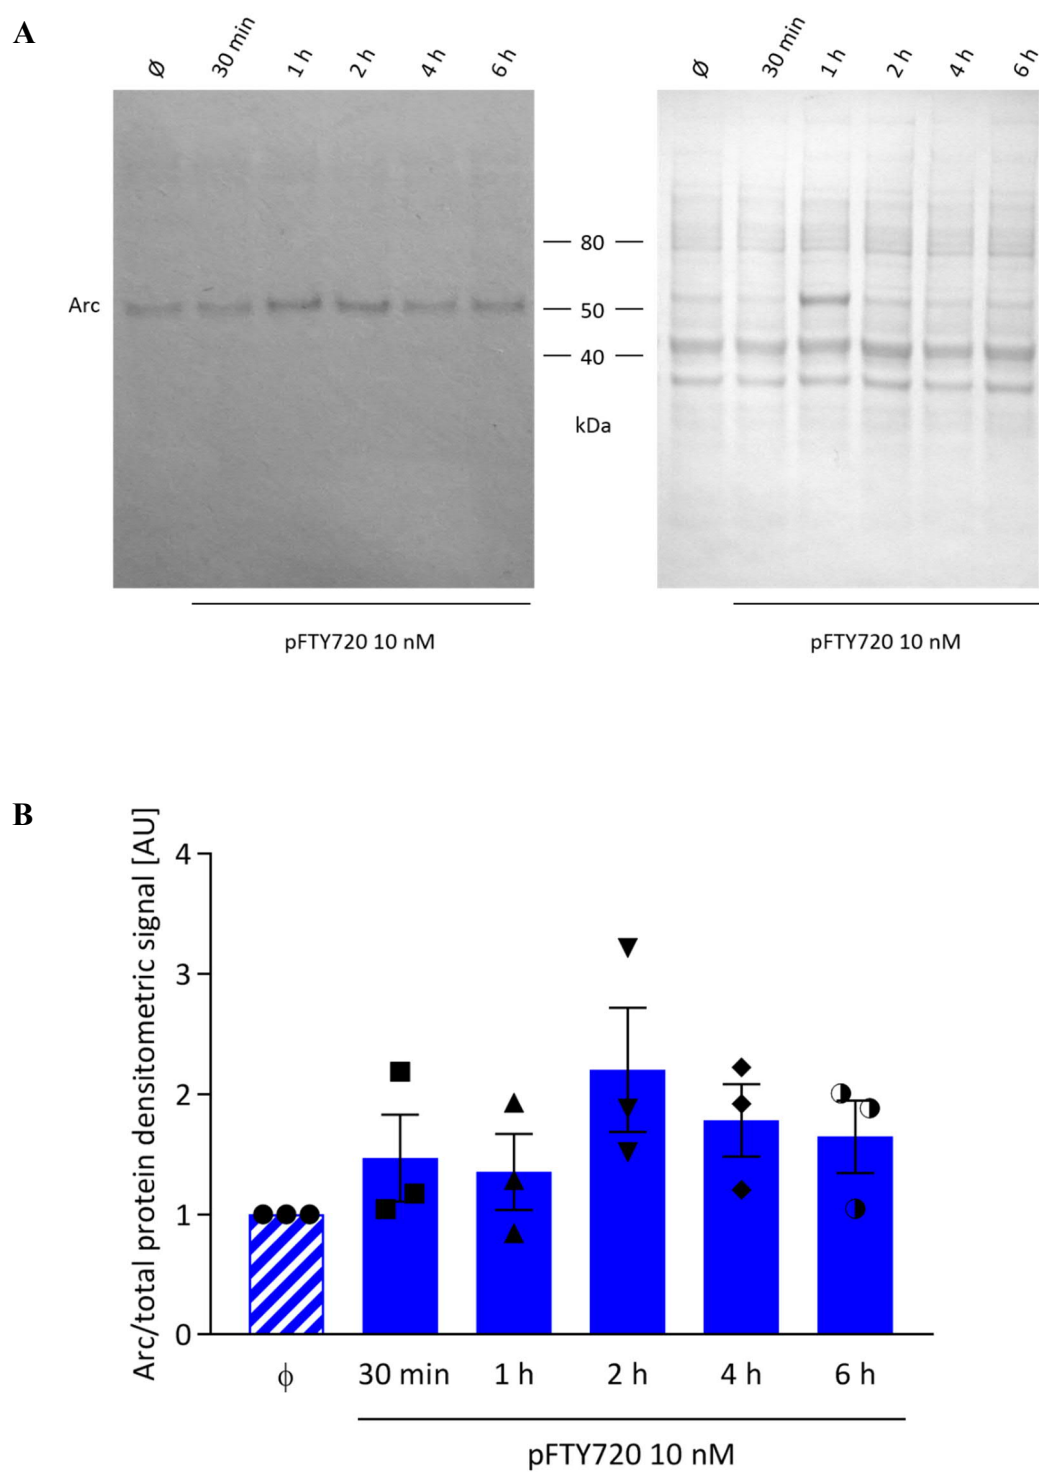 A
Ø 30 min 1 h 2 h 4 h 6 h
Ø 30 min 1 h 2 h 4 h 6 h
80
Arc
50
40
kDa
pFTY720 10 nM
pFTY720 10 nM
B
Arc/total protein densitometric signal [AU]
4
3
2
1
0
ϕ 30 min 1 h 2 h 4 h 6 h
pFTY720 10 nM